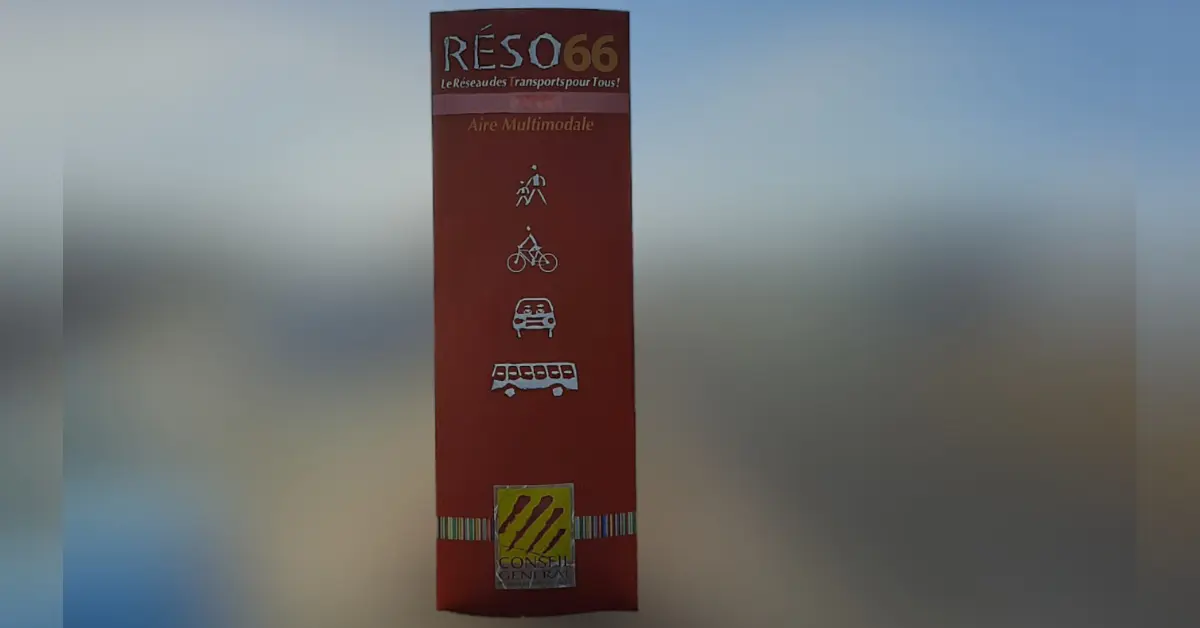 RÉSO66
Le Réseau des Transports pour Tous!
Aire Multimodale
CONSEIL
GENERAL